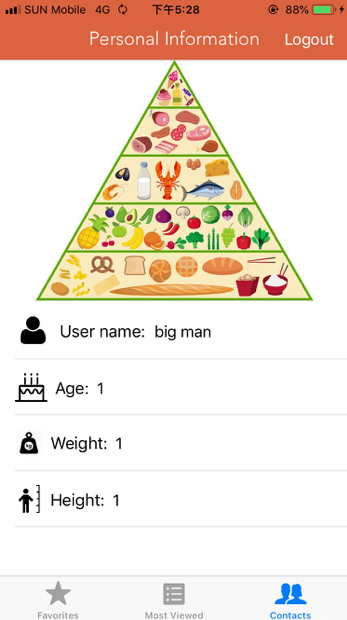 SUN Mobile 4G 下午5:28 88%
Personal Information Logout
User name: big man
Age: 1
KG
Weight: 1
Height: 1
Favorites Most Viewed Contacts